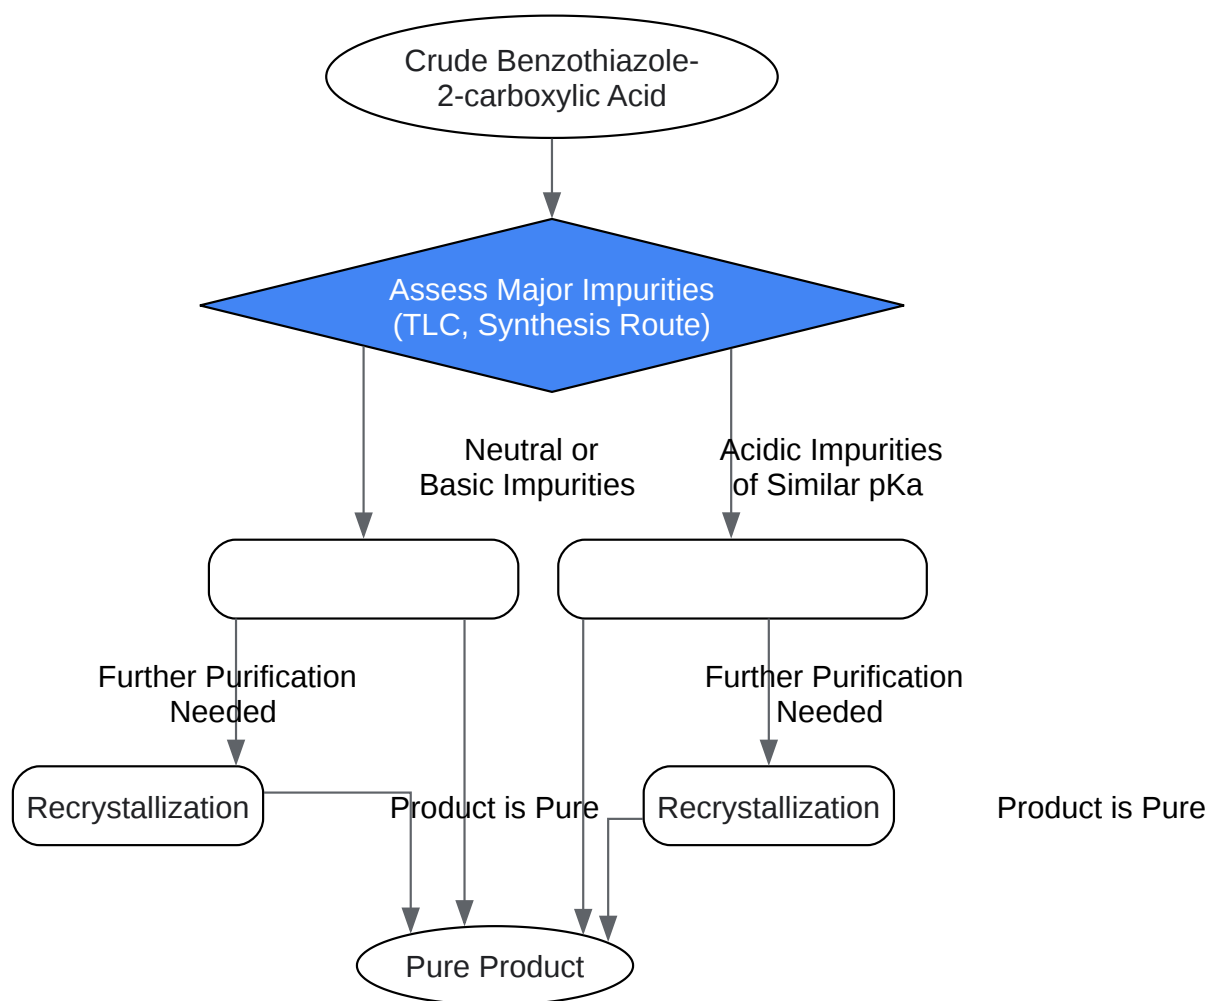 Crude Benzothiazole-
2-carboxylic Acid
Assess Major Impurities
(TLC, Synthesis Route)
Neutral or
Basic Impurities
Acidic Impurities
of Similar pKa
Further Purification
Needed
Further Purification
Needed
Recrystallization
Product is Pure
Recrystallization
Product is Pure
Pure Product